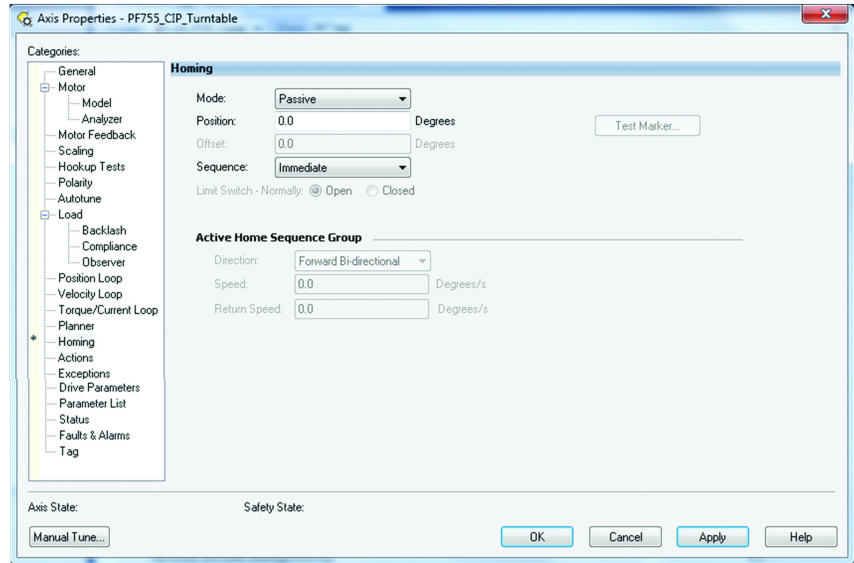 Axis Properties - PF755_CIP_Turntable
Categories:
General
Motor
Model
Analyzer
Motor Feedback
Scaling
Hookup Tests
Polarity
Autotune
Load
Backlash
Compliance
Observer
Position Loop
Velocity Loop
Torque/Current Loop
Planner
* Homing
Actions
Exceptions
Drive Parameters
Parameter List
Status
Faults & Alarms
Tag
Homing
Mode: Passive
Position: 0.0 Degrees Test Marker...
Offset: 0.0 Degrees
Sequence: Immediate
Limit Switch - Normally: Open Closed
Active Home Sequence Group
Direction: Forward Bi-directional
Speed: 0.0 Degrees/s
Return Speed: 0.0 Degrees/s
Axis State: Safety State:
Manual Tune... OK Cancel Apply Help